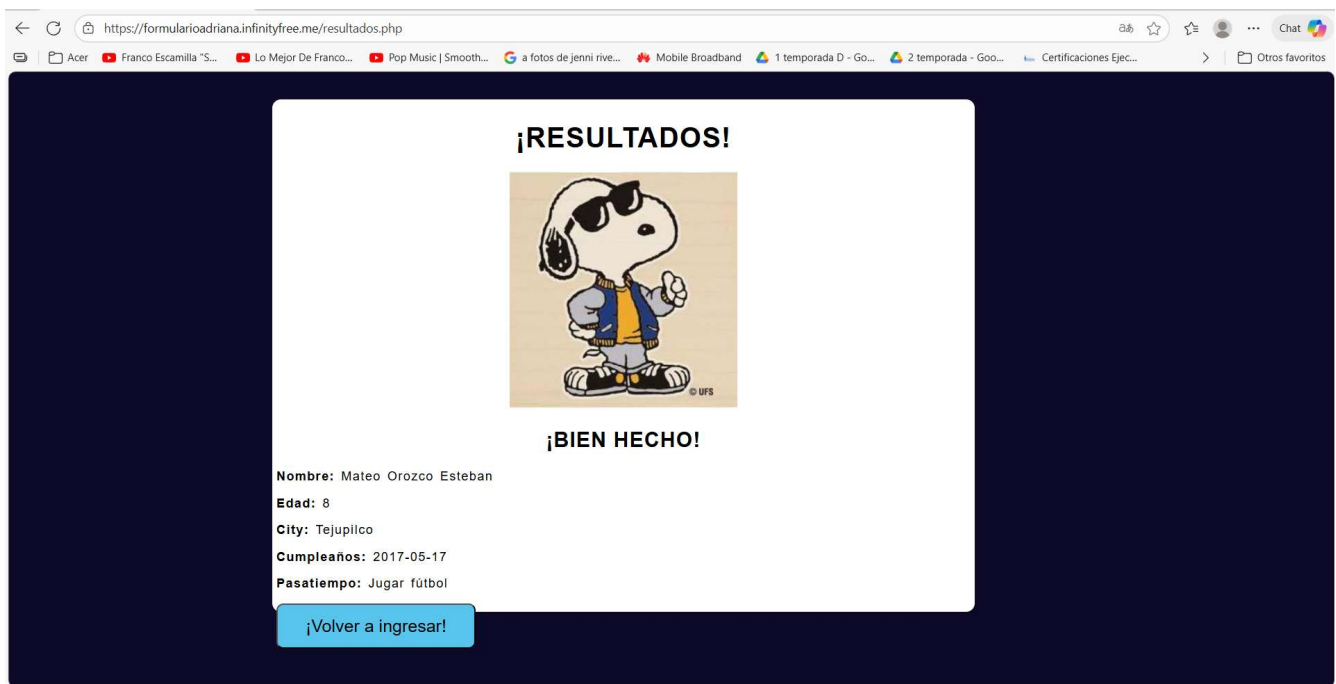 https://formularioadriana.infinityfree.me/resultados.php
Chat
Acer Franco Escamilla "S... Lo Mejor De Franco... Pop Music | Smooth... a fotos de jenni rive... Mobile Broadband 1 temporada D - Go... 2 temporada - Goo... Certificaciones Ejec... Otros favoritos
¡RESULTADOS!
© UFS
¡BIEN HECHO!
Nombre: Mateo Orozco Esteban
Edad: 8
City: Tejupilco
Cumpleaños: 2017-05-17
Pasatiempo: Jugar fútbol
¡Volver a ingresar!